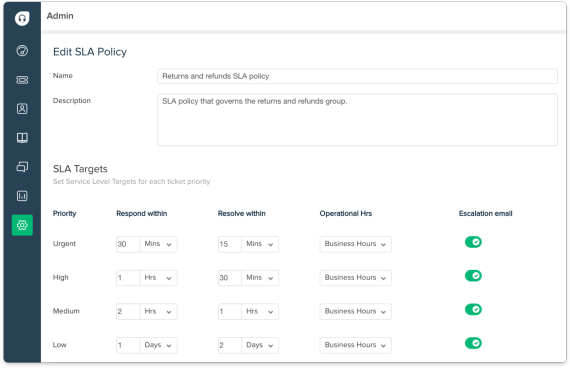 Admin
Edit SLA Policy
Name
Returns and refunds SLA policy
Description
SLA policy that governs the returns and refunds group.
SLA Targets
Set Service Level Targets for each ticket priority
Priority Respond within Resolve within Operational Hrs Escalation email
Urgent 30 Mins 15 Mins Business Hours
High 1 Hrs 30 Mins Business Hours
Medium 2 Hrs 1 Hrs Business Hours
Low 1 Days 2 Days Business Hours